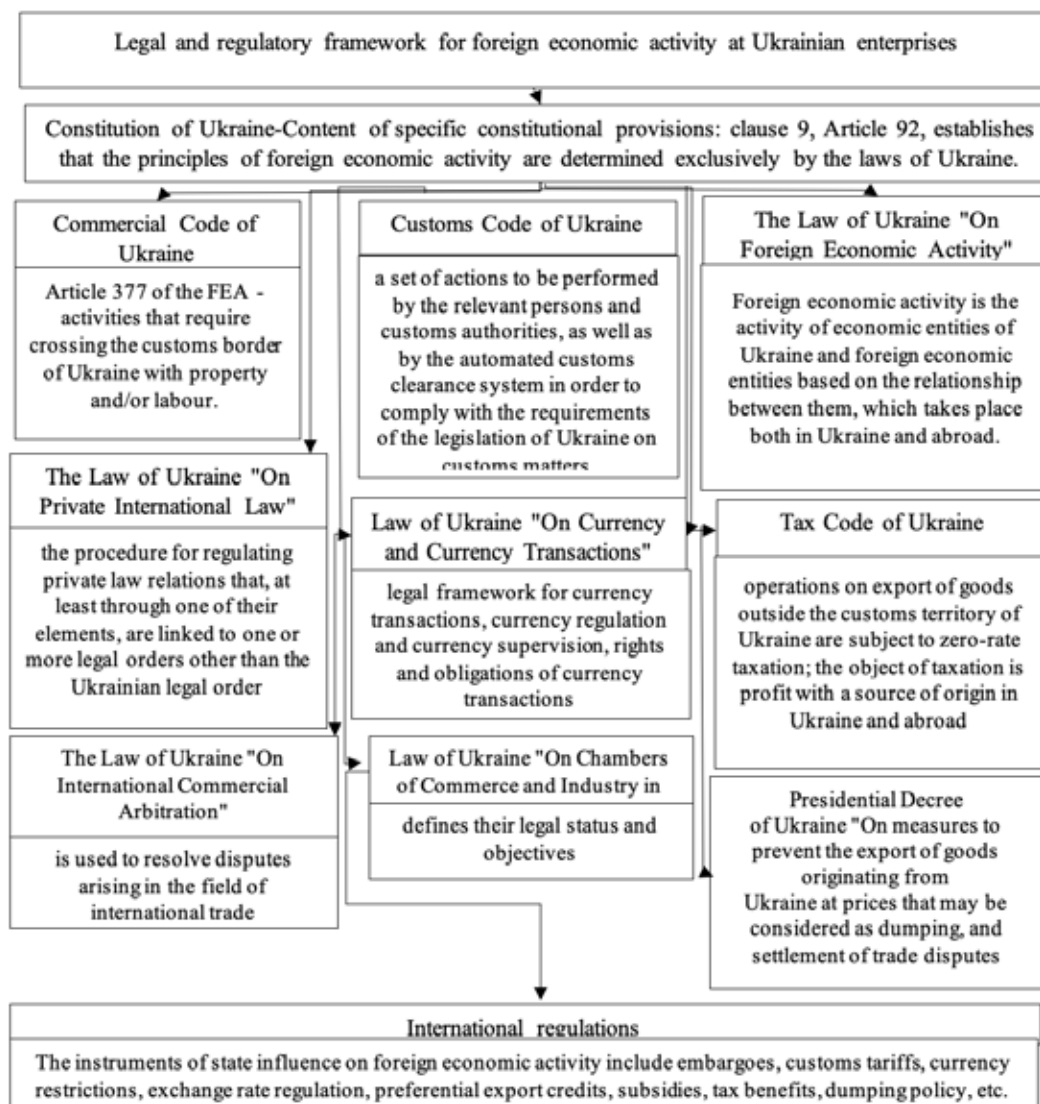 Legal and regulatory framework for foreign economic activity at Ukrainian enterprises
Constitution of Ukraine-Content of specific constitutional provisions: clause 9, Article 92, establishes
that the principles of foreign economic activity are determined exclusively by the laws of Ukraine.
Commercial Code of
Ukraine
Article 377 of the FEA -
activities that require
crossing the customs border
of Ukraine with property
and/or labour.
Customs Code of Ukraine
a set of actions to be performed
by the relevant persons and
customs authorities, as well as
by the automated customs
clearance system in order to
comply with the requirements
of the legislation of Ukraine on
customs matters
The Law of Ukraine "On
Foreign Economic Activity"
Foreign economic activity is the
activity of economic entities of
Ukraine and foreign economic
entities based on the relationship
between them, which takes place
both in Ukraine and abroad.
The Law of Ukraine "On
Private International Law"
the procedure for regulating
private law relations that, at
least through one of their
elements, are linked to one or
more legal orders other than the
Ukrainian legal order
Law of Ukraine "On Currency
and Currency Transactions"
legal framework for currency
transactions, currency regulation
and currency supervision, rights
and obligations of currency
transactions
Tax Code of Ukraine
operations on export of goods
outside the customs territory of
Ukraine are subject to zero-rate
taxation; the object of taxation is
profit with a source of origin in
Ukraine and abroad
The Law of Ukraine "On
International Commercial
Arbitration"
is used to resolve disputes
arising in the field of
international trade
Law of Ukraine "On Chambers
of Commerce and Industry in
defines their legal status and
objectives
Presidential Decree
of Ukraine "On measures to
prevent the export of goods
originating from
Ukraine at prices that may be
considered as dumping, and
settlement of trade disputes
International regulations
The instruments of state influence on foreign economic activity include embargoes, customs tariffs, currency
restrictions, exchange rate regulation, preferential export credits, subsidies, tax benefits, dumping policy, etc.